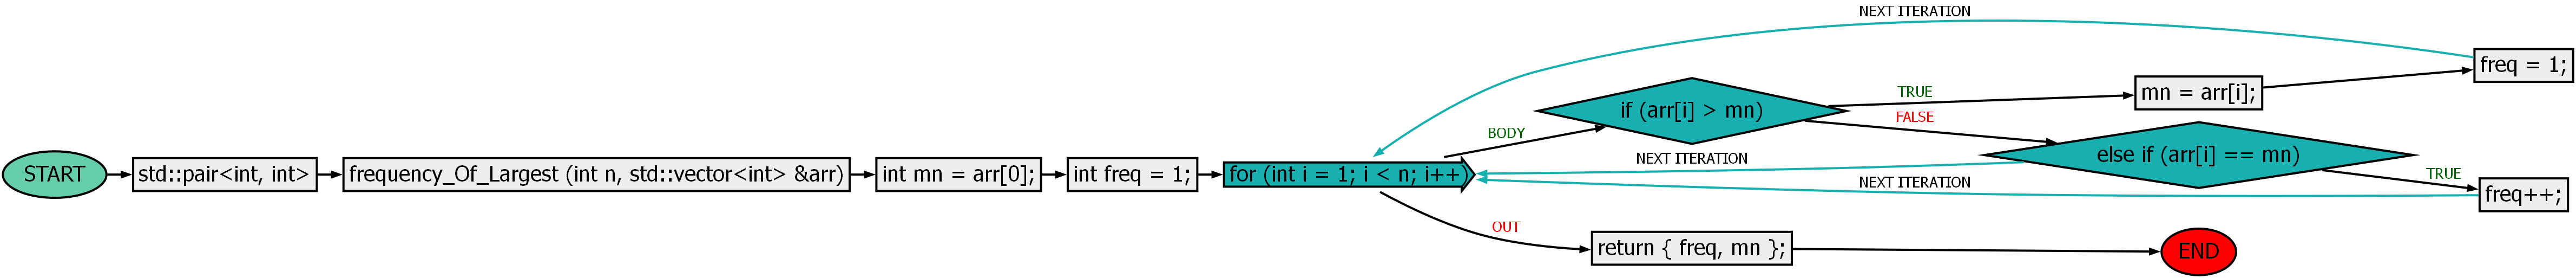 START
std::pair<int, int>
frequency_Of_Largest (int n, std::vector<int> &arr)
int mn = arr[0];
int freq = 1;
for (int i = 1; i < n; i++)
BODY
if (arr[i] > mn)
TRUE
mn = arr[i];
freq = 1;
NEXT ITERATION
FALSE
else if (arr[i] == mn)
NEXT ITERATION
TRUE
freq++;
NEXT ITERATION
OUT
return { freq, mn };
END